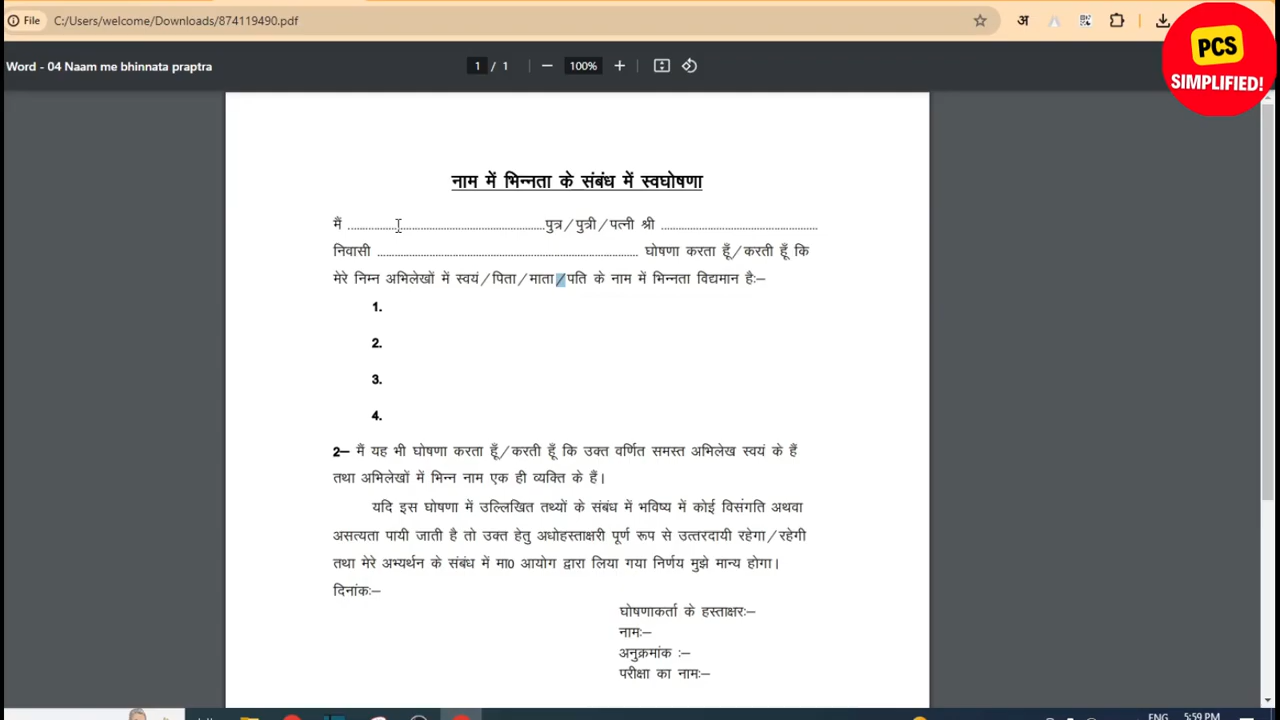 File C:/Users/welcome/Downloads/874119490.pdf अ
PCS
SIMPLIFIED!
Word - 04 Naam me bhinnata praptra 1 / 1 100%
नाम में भिन्नता के संबंध में स्वघोषणा
मैं ......................................................................पुत्र/पुत्री/पत्नी श्री .......................................................
निवासी ............................................................................................ घोषणा करता हूँ/करती हूँ कि
मेरे निम्न अभिलेखों में स्वयं/पिता/माता/पति के नाम में भिन्नता विद्यमान हैः–
1.
2.
3.
4.
2– मैं यह भी घोषणा करता हूँ/करती हूँ कि उक्त वर्णित समस्त अभिलेख स्वयं के हैं
तथा अभिलेखों में भिन्न नाम एक ही व्यक्ति के हैं।
यदि इस घोषणा में उल्लिखित तथ्यों के संबंध में भविष्य में कोई विसंगति अथवा
असत्यता पायी जाती है तो उक्त हेतु अधोहस्ताक्षरी पूर्ण रूप से उत्तरदायी रहेगा/रहेगी
तथा मेरे अभ्यर्थन के संबंध में मा0 आयोग द्वारा लिया गया निर्णय मुझे मान्य होगा।
दिनांकः–
घोषणाकर्ता के हस्ताक्षरः–
नामः–
अनुक्रमांक :–
परीक्षा का नामः–
ENG 5:59 PM